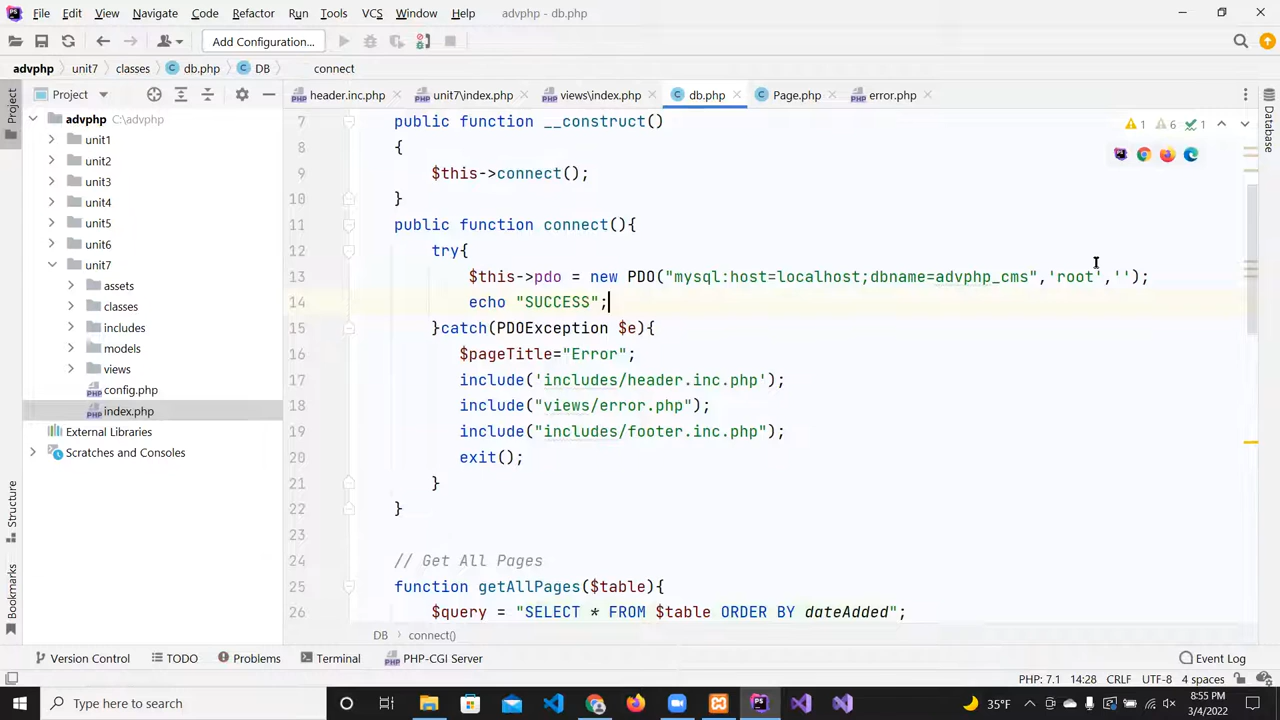 File Edit View Navigate Code Refactor Run Tools VCS Window Help advphp - db.php
Add Configuration...
advphp unit7 classes db.php DB connect
Project
header.inc.php unit7\index.php views\index.php db.php Page.php error.php
Project
Database
advphp C:\advphp
unit1
unit2
unit3
unit4
unit5
unit6
unit7
assets
classes
includes
models
views
config.php
index.php
External Libraries
Scratches and Consoles
1 6 1
7 public function __construct()
8 {
9 $this->connect();
10 }
11 public function connect(){
12 try{
13 $this->pdo = new PDO("mysql:host=localhost;dbname=advphp_cms",'root','');
14 echo "SUCCESS";
15 }catch(PDOException $e){
16 $pageTitle="Error";
17 include('includes/header.inc.php');
18 include("views/error.php");
19 include("includes/footer.inc.php");
20 exit();
21 }
22 }
23
24 // Get All Pages
25 function getAllPages($table){
26 $query = "SELECT * FROM $table ORDER BY dateAdded";
Structure
Bookmarks
DB connect()
Version Control TODO Problems Terminal PHP-CGI Server Event Log
PHP: 7.1 14:28 CRLF UTF-8 4 spaces
Type here to search
35°F
8:55 PM
3/4/2022